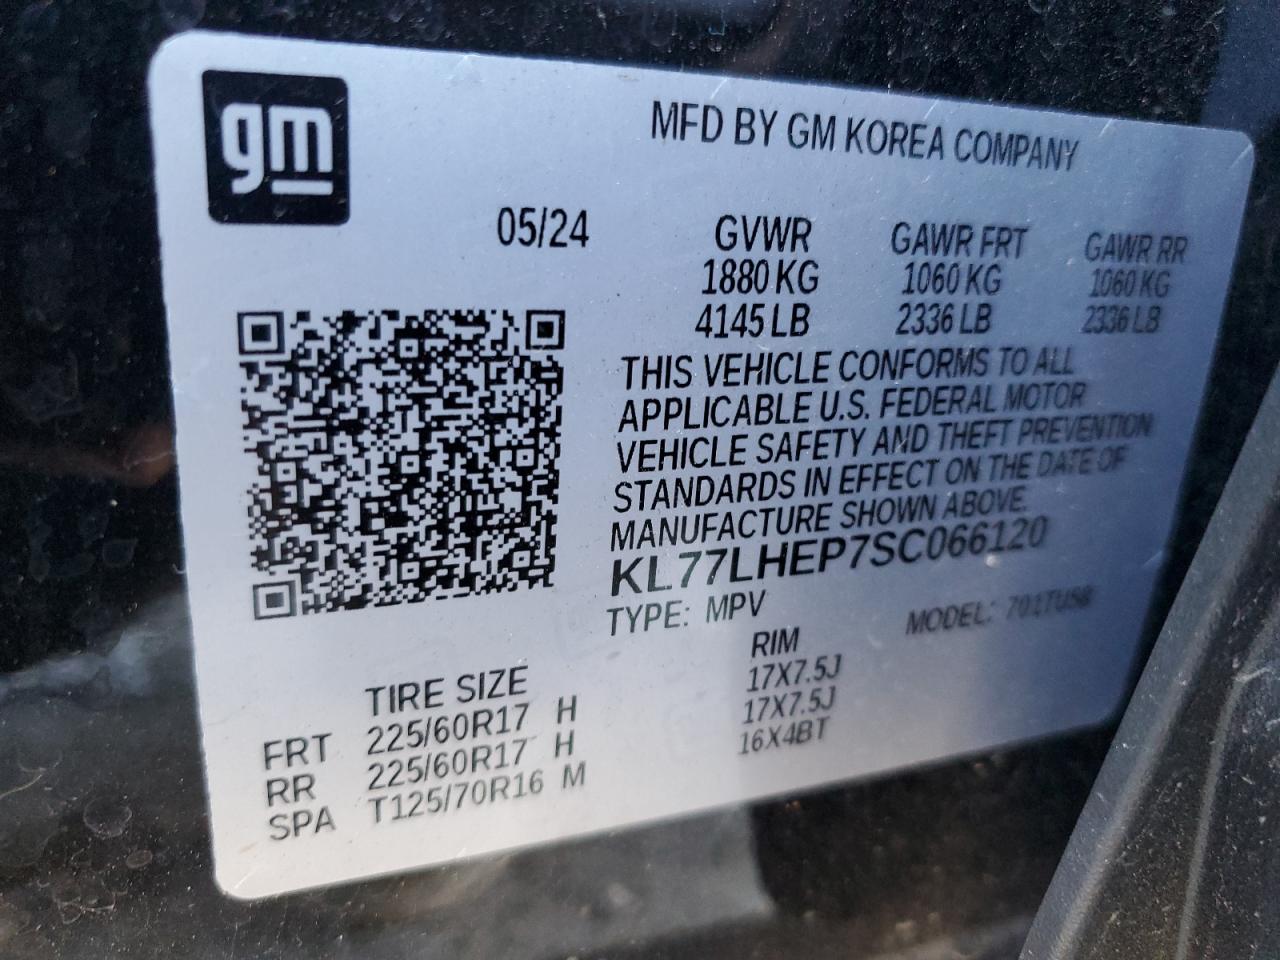 gm
MFD BY GM KOREA COMPANY
05/24
GVWR GAWR FRT GAWR RR
1880 KG 1060 KG 1060 KG
4145 LB 2336 LB 2336 LB
THIS VEHICLE CONFORMS TO ALL
APPLICABLE U.S. FEDERAL MOTOR
VEHICLE SAFETY AND THEFT PREVENTION
STANDARDS IN EFFECT ON THE DATE OF
MANUFACTURE SHOWN ABOVE.
KL77LHEP7SC066120
TYPE: MPV MODEL:
TIRE SIZE RIM
FRT 225/60R17 H 17X7.5J
RR 225/60R17 H 17X7.5J
SPA T125/70R16 M 16X4BT